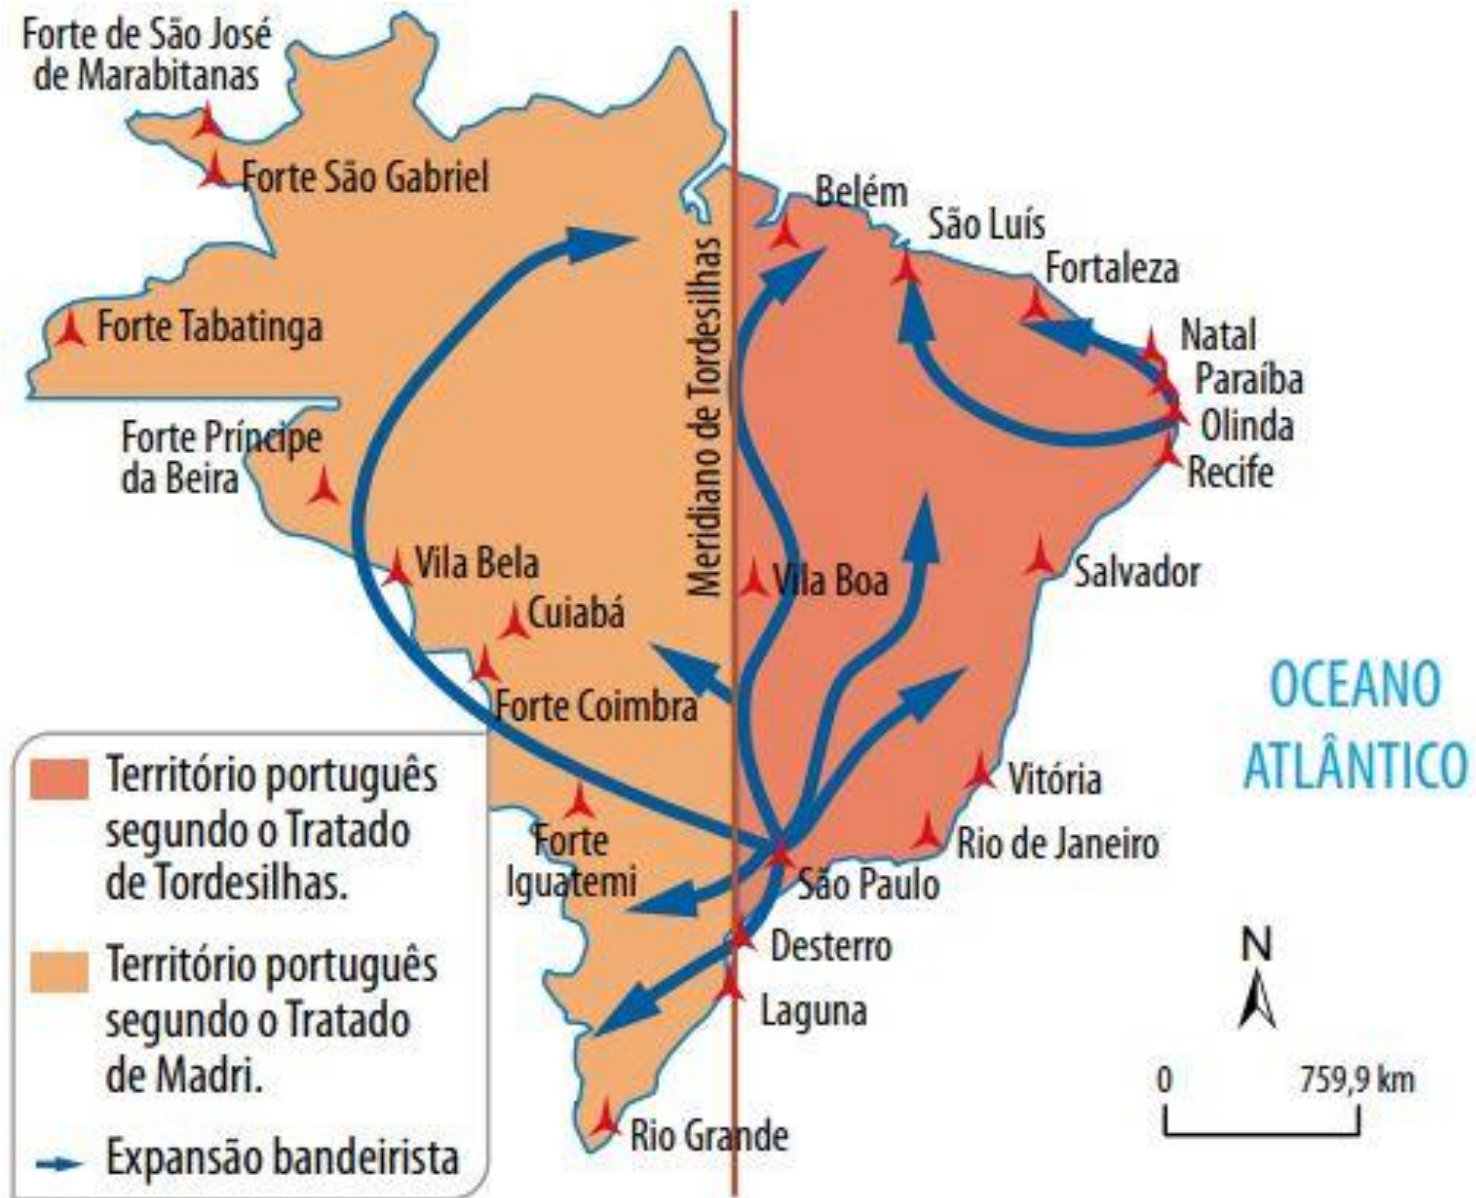 Forte de São José
de Marabitanas
Forte São Gabriel
Belém
São Luís
Fortaleza
Forte Tabatinga
Natal
Paraíba
Olinda
Recife
Meridiano de Tordesilhas
Forte Príncipe
da Beira
Vila Bela
Vila Boa
Salvador
Cuiabá
Forte Coimbra
OCEANO
ATLÂNTICO
Vitória
Rio de Janeiro
Forte
Iguatemi
São Paulo
Desterro
Laguna
Rio Grande
N
0 759,9 km
Território português
segundo o Tratado
de Tordesilhas.
Território português
segundo o Tratado
de Madri.
Expansão bandeirista